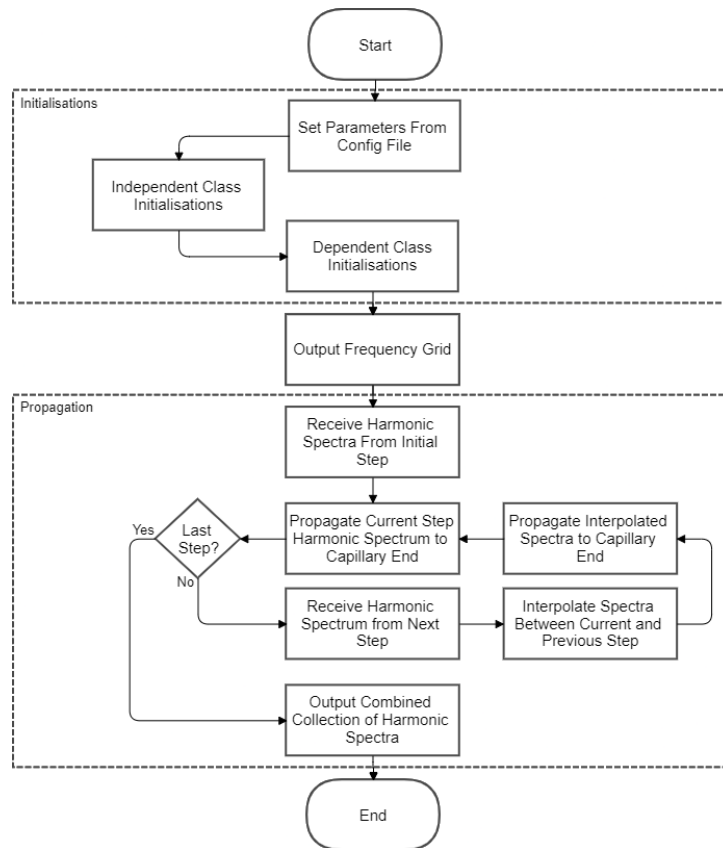 Start
Initialisations
Set Parameters From
Config File
Independent Class
Initialisations
Dependent Class
Initialisations
Output Frequency Grid
Propagation
Receive Harmonic
Spectra From Initial
Step
Propagate Current Step
Harmonic Spectrum to
Capillary End
Propagate Interpolated
Spectra to Capillary
End
Yes
Last
Step?
No
Receive Harmonic
Spectrum from Next
Step
Interpolate Spectra
Between Current and
Previous Step
Output Combined
Collection of Harmonic
Spectra
End